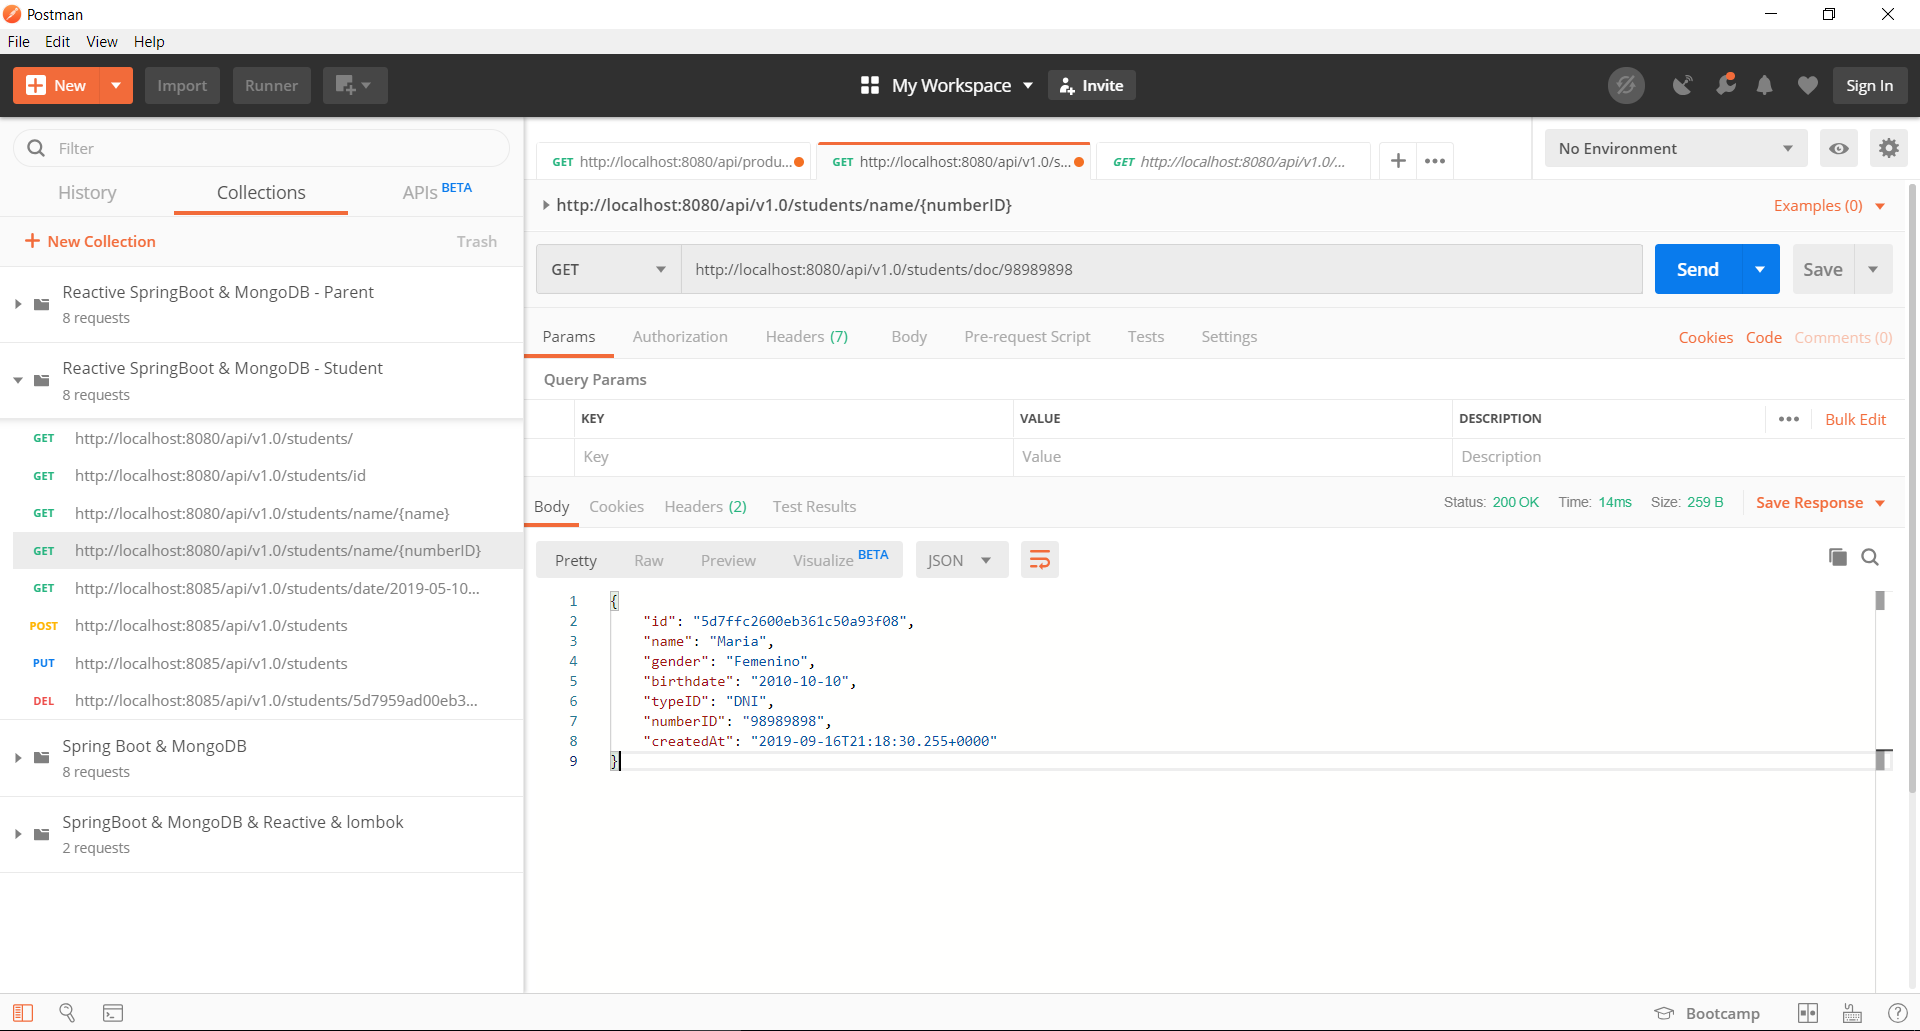 Postman
File Edit View Help
New Import Runner My Workspace Invite Sign In
Filter
History Collections APIs BETA
New Collection Trash
Reactive SpringBoot & MongoDB - Parent
8 requests
Reactive SpringBoot & MongoDB - Student
8 requests
GET http://localhost:8080/api/v1.0/students/
GET http://localhost:8080/api/v1.0/students/id
GET http://localhost:8080/api/v1.0/students/name/{name}
GET http://localhost:8080/api/v1.0/students/name/{numberID}
GET http://localhost:8085/api/v1.0/students/date/2019-05-10...
POST http://localhost:8085/api/v1.0/students
PUT http://localhost:8085/api/v1.0/students
DEL http://localhost:8085/api/v1.0/students/5d7959ad00eb3...
Spring Boot & MongoDB
8 requests
SpringBoot & MongoDB & Reactive & lombok
2 requests
GET http://localhost:8080/api/produ... GET http://localhost:8080/api/v1.0/s... GET http://localhost:8080/api/v1.0/... No Environment
http://localhost:8080/api/v1.0/students/name/{numberID} Examples (0)
GET http://localhost:8080/api/v1.0/students/doc/98989898 Send Save
Params Authorization Headers (7) Body Pre-request Script Tests Settings Cookies Code Comments (0)
Query Params
KEY VALUE DESCRIPTION Bulk Edit
Key Value Description
Body Cookies Headers (2) Test Results Status: 200 OK Time: 14ms Size: 259 B Save Response
Pretty Raw Preview Visualize BETA JSON
1 {
2 "id": "5d7ffc2600eb361c50a93f08",
3 "name": "Maria",
4 "gender": "Femenino",
5 "birthdate": "2010-10-10",
6 "typeID": "DNI",
7 "numberID": "98989898",
8 "createdAt": "2019-09-16T21:18:30.255+0000"
9 }
Bootcamp